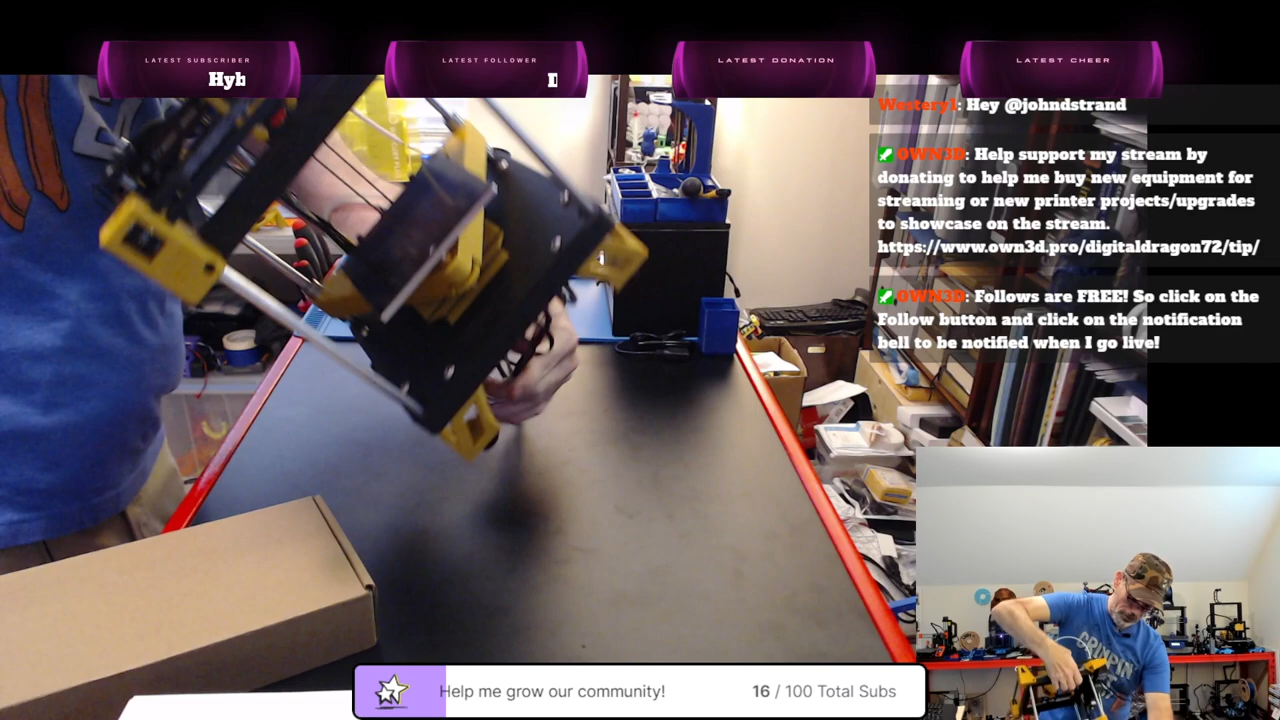 LATEST SUBSCRIBER
Hyb
LATEST FOLLOWER
LATEST DONATION
LATEST CHEER
Westery1: Hey @johndstrand
OWN3D: Help support my stream by
donating to help me buy new equipment for
streaming or new printer projects/upgrades
to showcase on the stream.
https://www.own3d.pro/digitaldragon72/tip/
OWN3D: Follows are FREE! So click on the
Follow button and click on the notification
bell to be notified when I go live!
Help me grow our community!
16 / 100 Total Subs